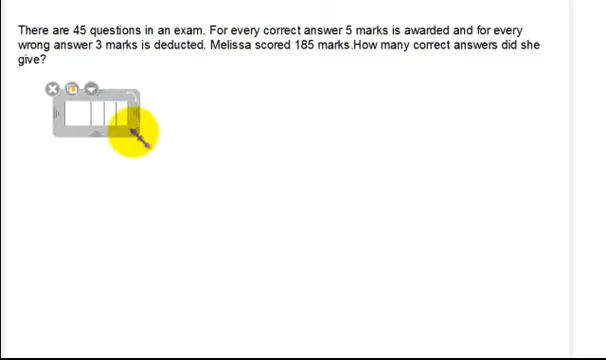 There are 45 questions in an exam. For every correct answer 5 marks is awarded and for every
wrong answer 3 marks is deducted. Melissa scored 185 marks.How many correct answers did she
give?